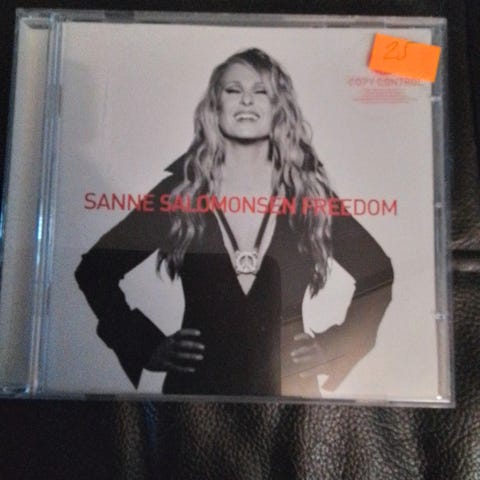 25
COPY CONTROL
SANNE SALOMONSEN FREEDOM